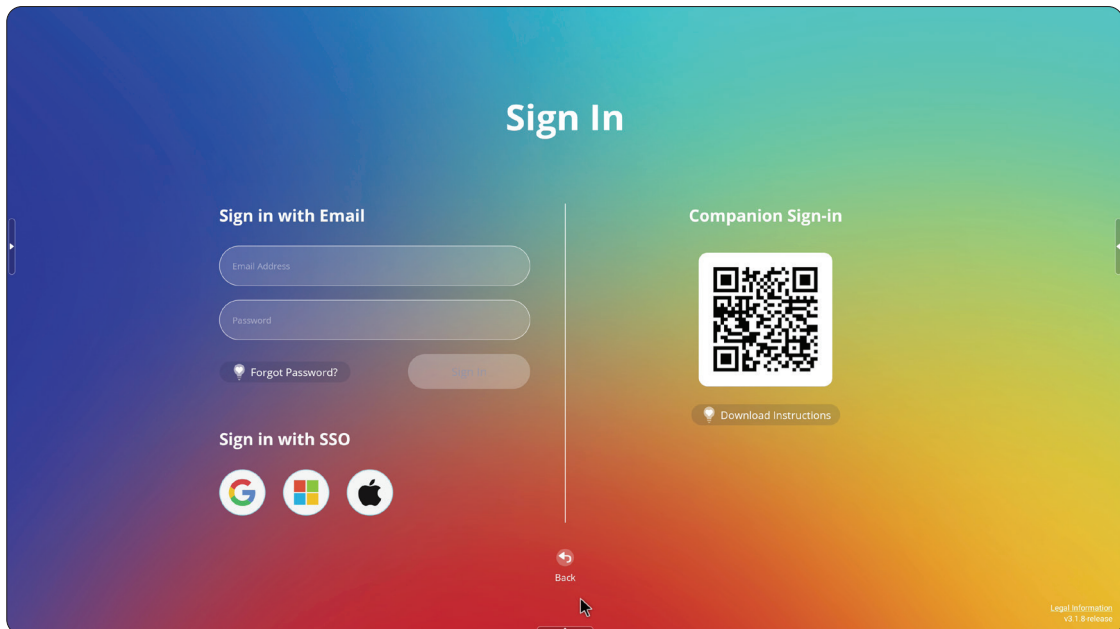 Sign In
Sign in with Email
Email Address
Password
Forgot Password?
Sign In
Sign in with SSO
Companion Sign-in
Download Instructions
Back
Legal Information
v3.1.8-release